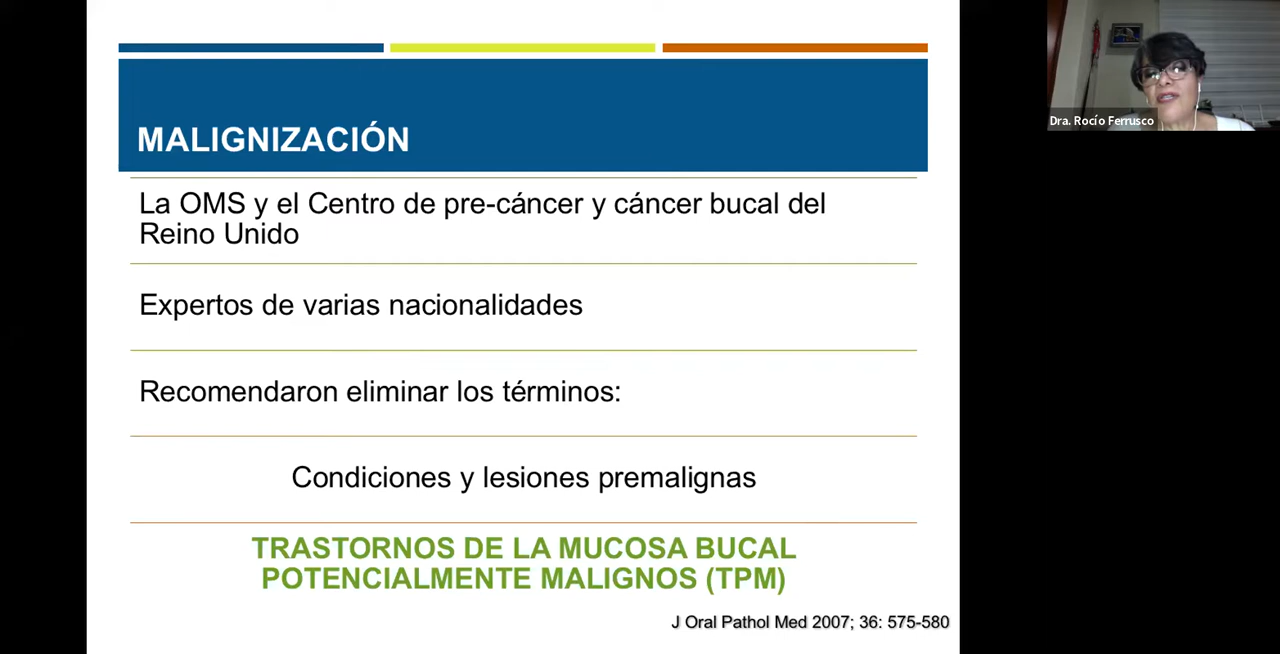 MALIGNIZACIÓN
La OMS y el Centro de pre-cáncer y cáncer bucal del
Reino Unido
Expertos de varias nacionalidades
Recomendaron eliminar los términos:
Condiciones y lesiones premalignas
TRASTORNOS DE LA MUCOSA BUCAL
POTENCIALMENTE MALIGNOS (TPM)
J Oral Pathol Med 2007; 36: 575-580
Dra. Rocío Ferrusco